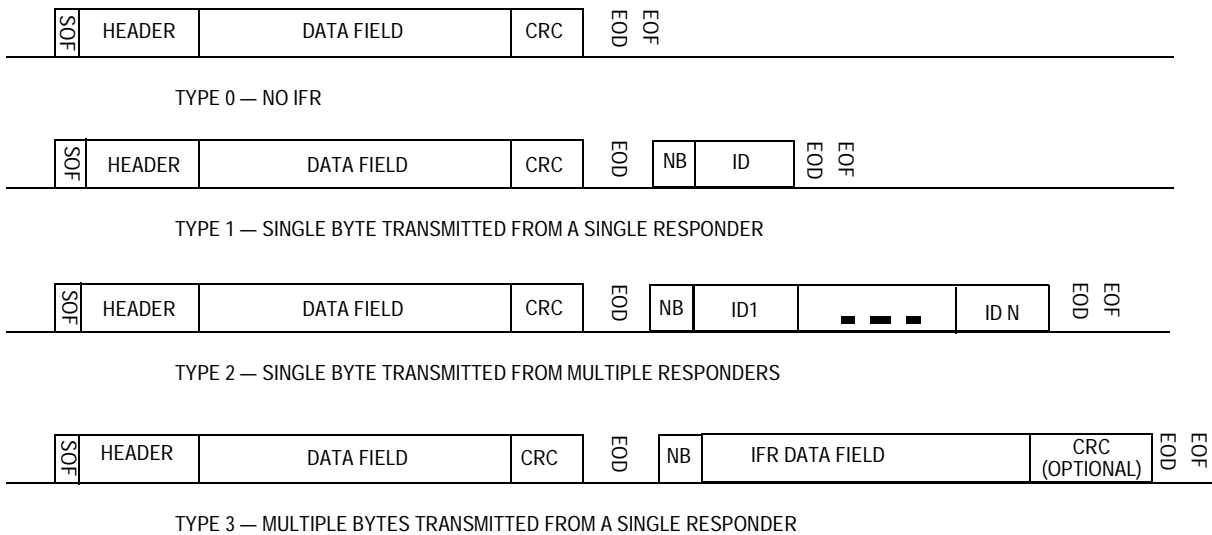 SOF HEADER DATA FIELD CRC EOD EOF
TYPE 0 — NO IFR
SOF HEADER DATA FIELD CRC EOD NB ID EOD EOF
TYPE 1 — SINGLE BYTE TRANSMITTED FROM A SINGLE RESPONDER
SOF HEADER DATA FIELD CRC EOD NB ID1 ID N EOD EOF
TYPE 2 — SINGLE BYTE TRANSMITTED FROM MULTIPLE RESPONDERS
SOF HEADER DATA FIELD CRC EOD NB IFR DATA FIELD CRC (OPTIONAL) EOD EOF
TYPE 3 — MULTIPLE BYTES TRANSMITTED FROM A SINGLE RESPONDER